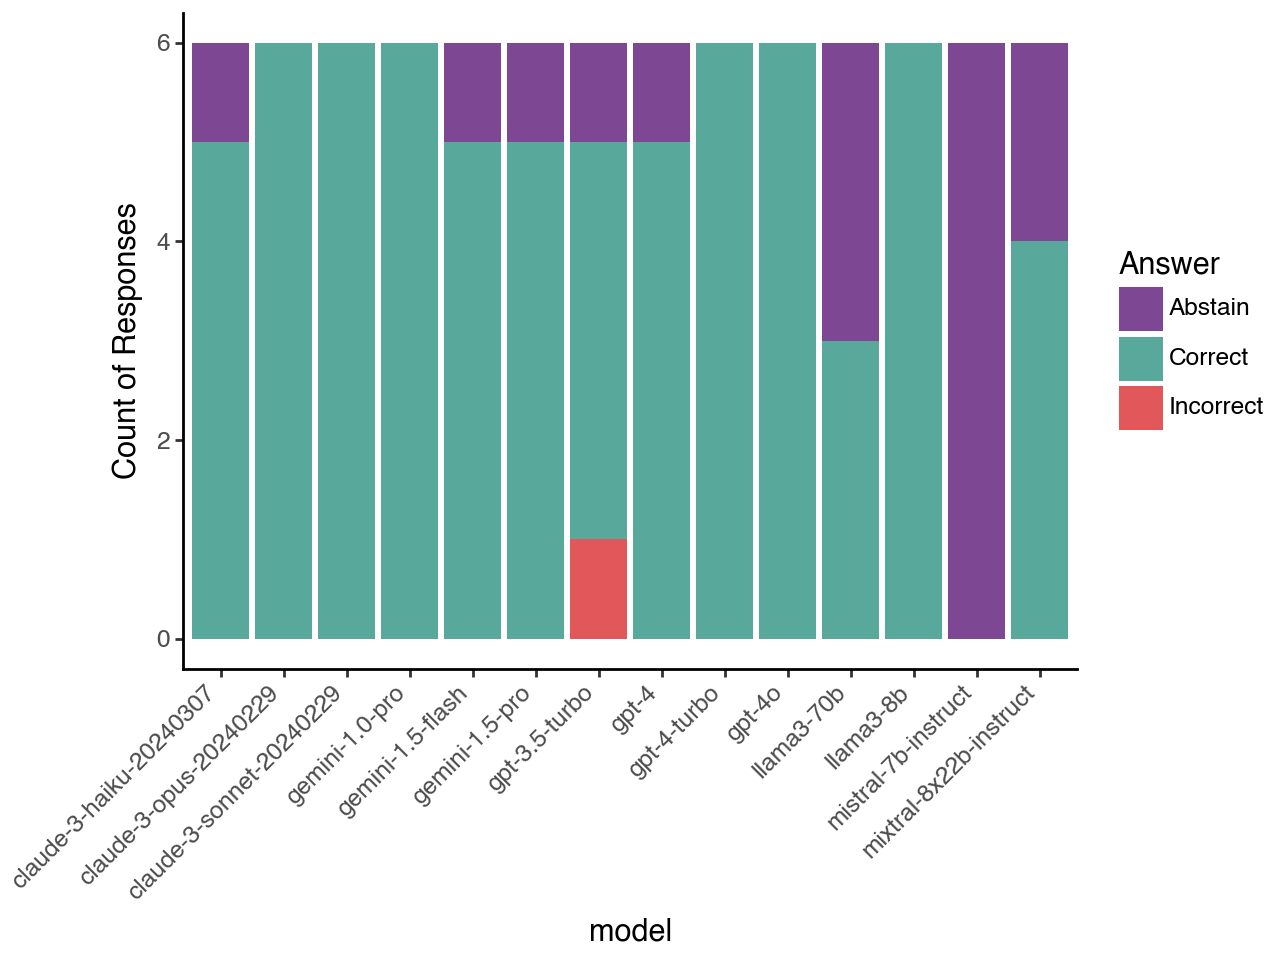 6
4
2
0
Count of Responses
claude-3-haiku-20240307
claude-3-opus-20240229
claude-3-sonnet-20240229
gemini-1.0-pro
gemini-1.5-flash
gemini-1.5-pro
gpt-3.5-turbo
gpt-4
gpt-4-turbo
gpt-4o
llama3-70b
llama3-8b
mistral-7b-instruct
mixtral-8x22b-instruct
model
Answer
Abstain
Correct
Incorrect